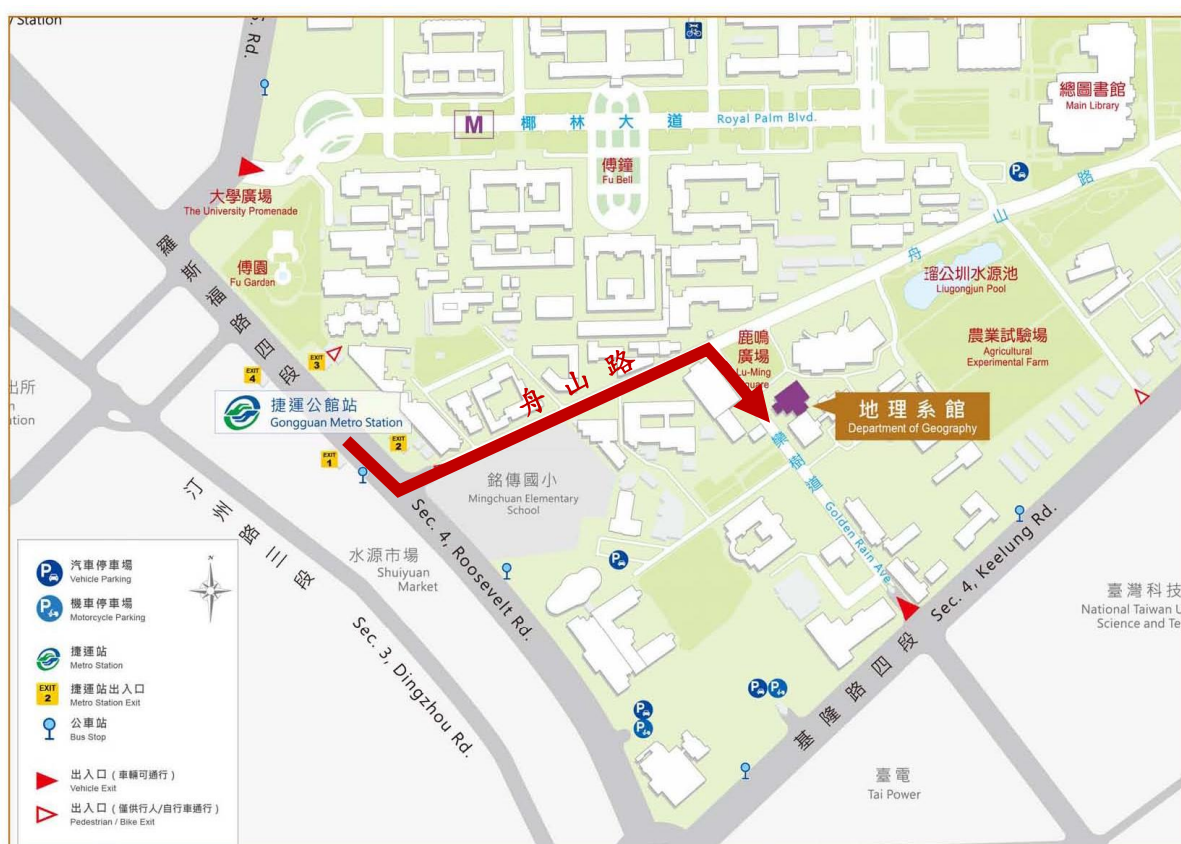 y Station
S. Rd.
M
椰林大道 Royal Palm Blvd.
總圖書館
Main Library
傅鐘
Fu Bell
大學廣場
The University Promenade
傅園
Fu Garden
羅斯福路四段
舟山路
瑠公圳水源池
Liugongjun Pool
農業試驗場
Agricultural
Experimental Farm
鹿鳴
廣場
Lu-Ming
Square
舟山路
地理系館
Department of Geography
EXIT
3
EXIT
4
捷運公館站
Gongguan Metro Station
EXIT
2
EXIT
1
出所
tation
銘傳國小
Mingchuan Elementary
School
欒樹道 Golden Rain Ave.
汀州路三段
Sec. 3, Dingzhou Rd.
水源市場
Shuiyuan
Market
Sec. 4, Roosevelt Rd.
基隆路四段 Sec. 4, Keelung Rd.
臺灣科技
National Taiwan U
Science and Te
臺電
Tai Power
P
P
P
P
P
P
N
P
汽車停車場
Vehicle Parking
P
機車停車場
Motorcycle Parking
捷運站
Metro Station
EXIT
2
捷運站出入口
Metro Station Exit
公車站
Bus Stop
出入口 ( 車輛可通行 )
Vehicle Exit
出入口 ( 僅供行人/自行車通行 )
Pedestrian / Bike Exit